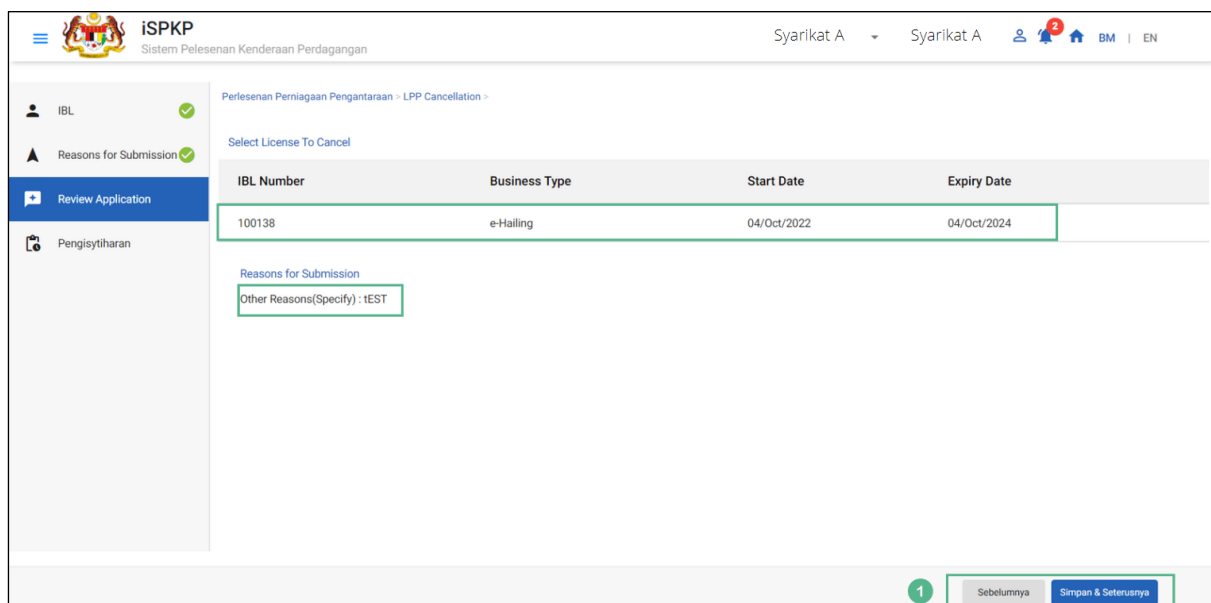 iSPKP
Sistem Pelesenan Kenderaan Perdagangan
Syarikat A Syarikat A 2 BM | EN
IBL
Reasons for Submission
Review Application
Pengisytiharan
Perlesenan Perniagaan Pengantaraan > LPP Cancellation >
Select License To Cancel
IBL Number Business Type Start Date Expiry Date
100138 e-Hailing 04/Oct/2022 04/Oct/2024
Reasons for Submission
Other Reasons(Specify) : tEST
1 Sebelumnya Simpan & Seterusnya